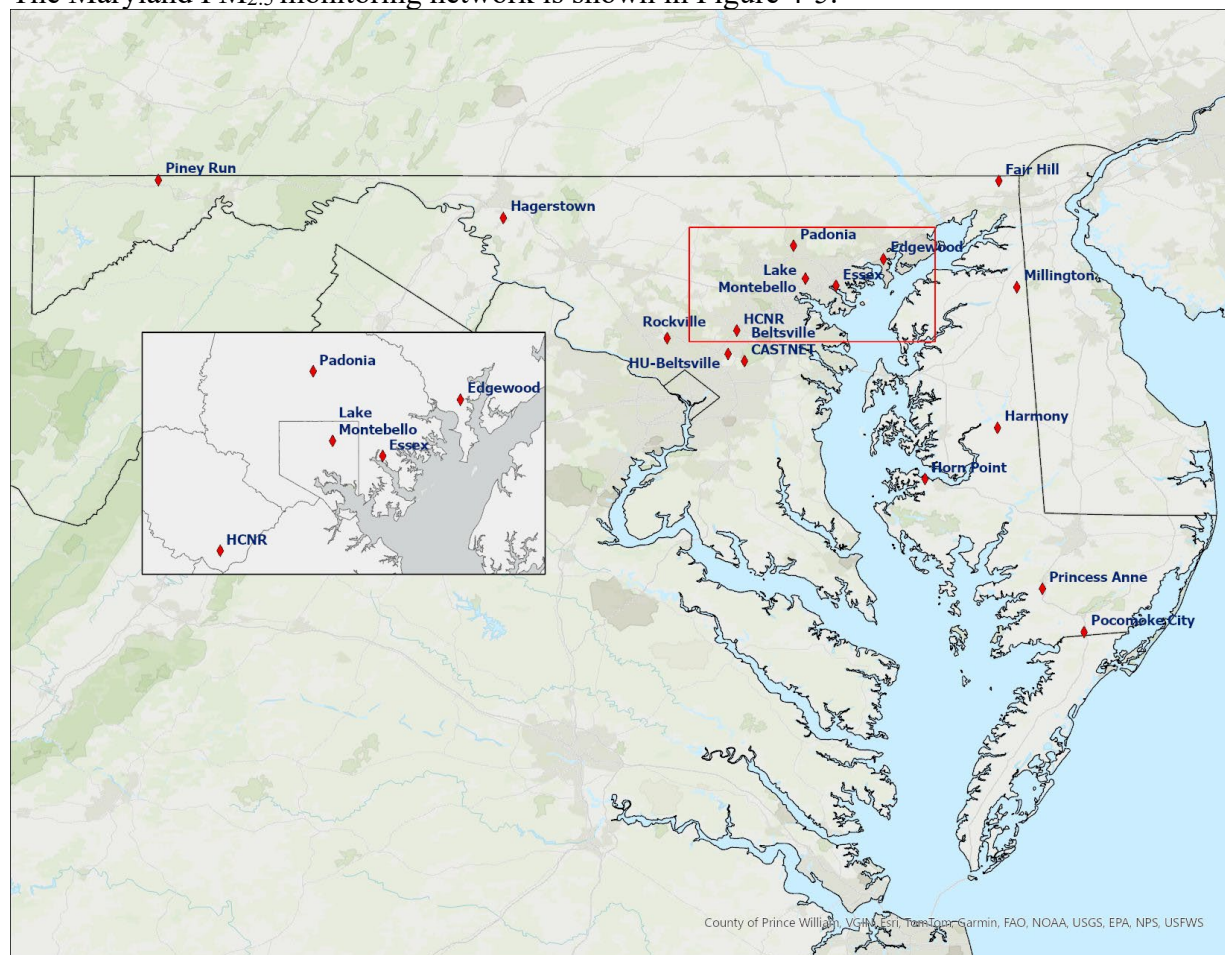 The Maryland PM2.5 monitoring network is shown in Figure 4-3.
Piney Run
Fair Hill
Hagerstown
Padonia
Edgewood
Lake
Montebello
Essex
Millington
Rockville
HCNR
Beltsville
CASTNET
HU-Beltsville
Padonia
Edgewood
Lake
Montebello
Essex
HCNR
Harmony
Horn Point
Princess Anne
Pocomoke City
County of Prince William, VGIN, Esri, TomTom, Garmin, FAO, NOAA, USGS, EPA, NPS, USFWS